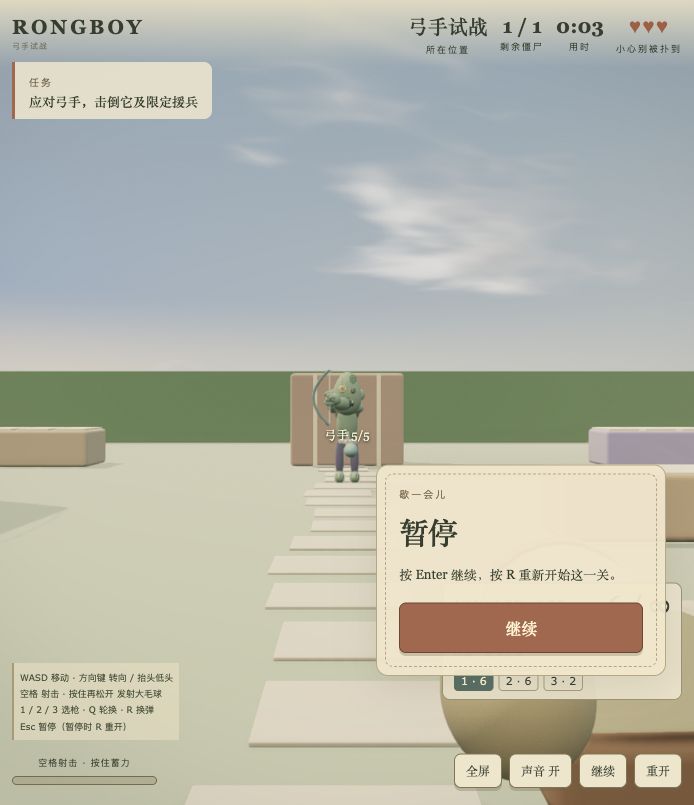 RONGBOY
弓手试战
弓手试战
所在位置
1 / 1
剩余僵尸
0:03
用时
♥♥♥
小心别被扑到
任务
应对弓手，击倒它及限定援兵
弓手 5/5
歇一会儿
暂停
按 Enter 继续，按 R 重新开始这一关。
继续
1 · 6
2 · 6
3 · 2
WASD 移动 · 方向键 转向 / 抬头低头
空格 射击 · 按住再松开 发射大毛球
1 / 2 / 3 选枪 · Q 轮换 · R 换弹
Esc 暂停（暂停时 R 重开）
空格射击 · 按住蓄力
全屏
声音 开
继续
重开